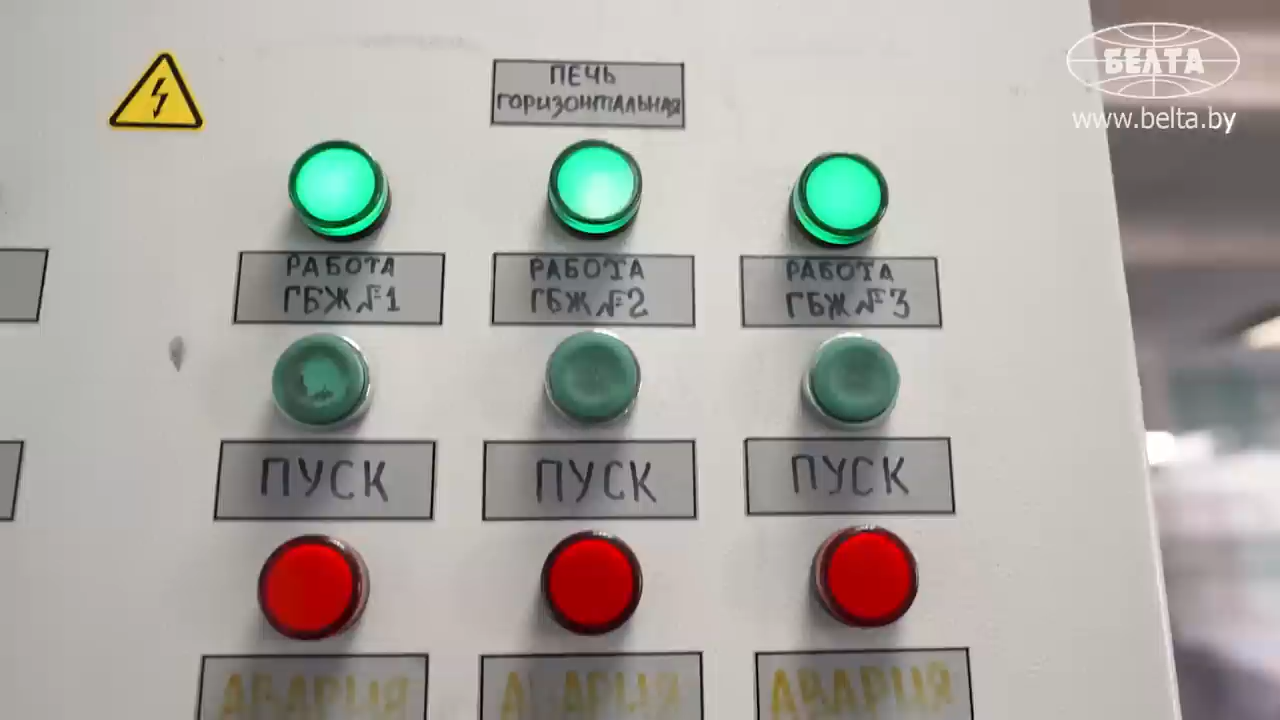 БЕЛТА
www.belta.by
ПЕЧЬ
ГОРИЗОНТАЛЬНАЯ
РАБОТА
ГБЖ №1
РАБОТА
ГБЖ №2
РАБОТА
ГБЖ №3
ПУСК
ПУСК
ПУСК
АВАРИЯ
АВАРИЯ
АВАРИЯ